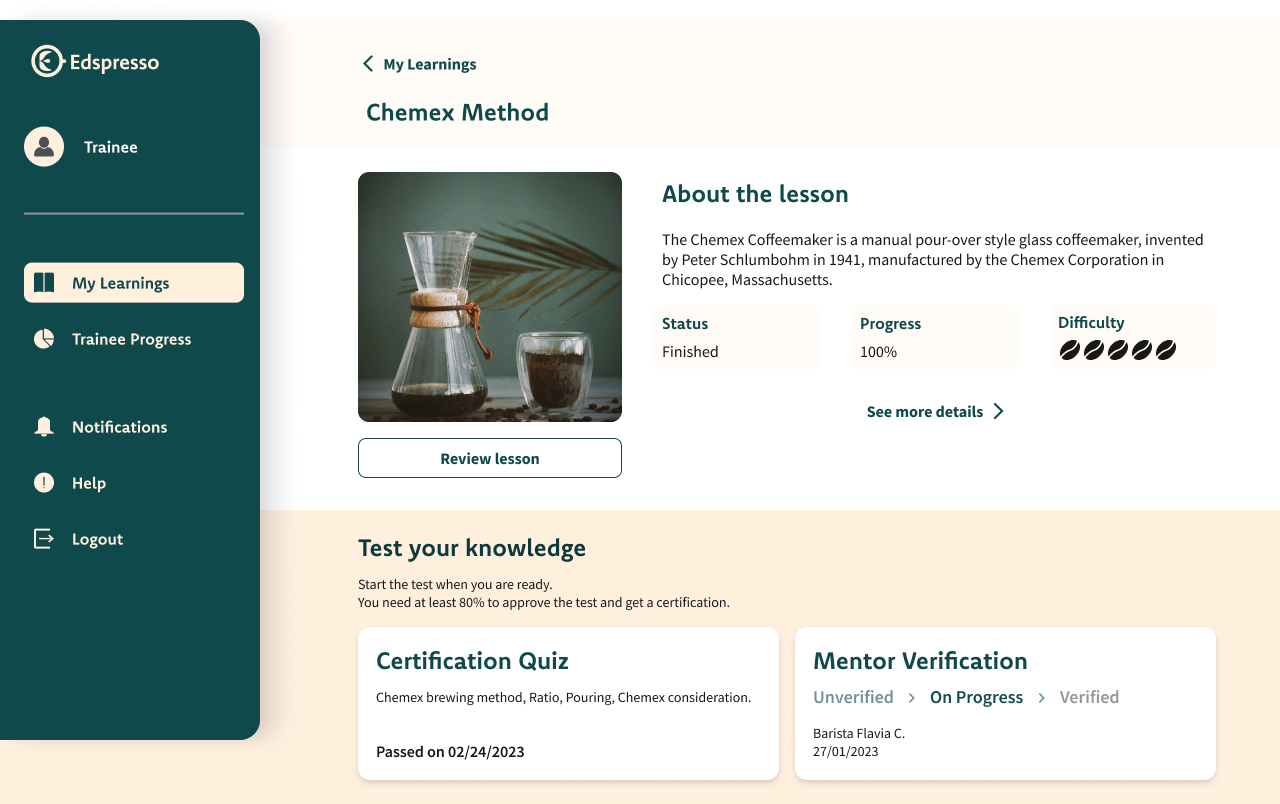 Edspresso
Trainee
My Learnings
Trainee Progress
Notifications
Help
Logout
My Learnings
Chemex Method
About the lesson
The Chemex Coffeemaker is a manual pour-over style glass coffeemaker, invented
by Peter Schlumbohm in 1941, manufactured by the Chemex Corporation in
Chicopee, Massachusetts.
Status
Finished
Progress
100%
Difficulty
See more details
Review lesson
Test your knowledge
Start the test when you are ready.
You need at least 80% to approve the test and get a certification.
Certification Quiz
Chemex brewing method, Ratio, Pouring, Chemex consideration.
Passed on 02/24/2023
Mentor Verification
Unverified > On Progress > Verified
Barista Flavia C.
27/01/2023